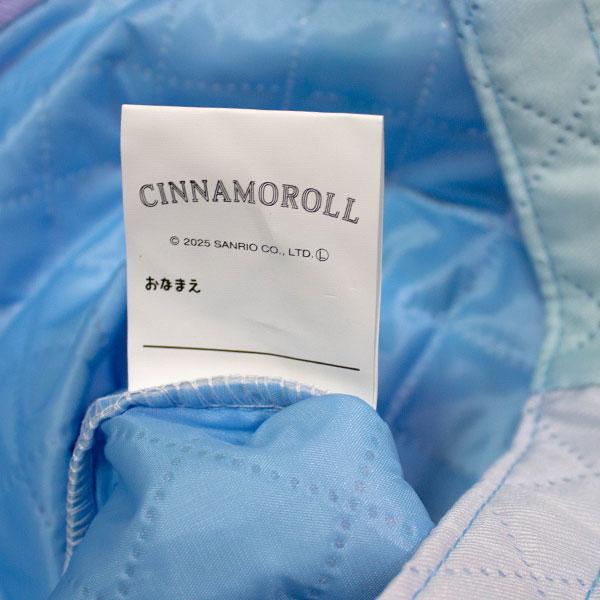 CINNAMOROLL
© 2025 SANRIO CO., LTD. Ⓛ
おなまえ